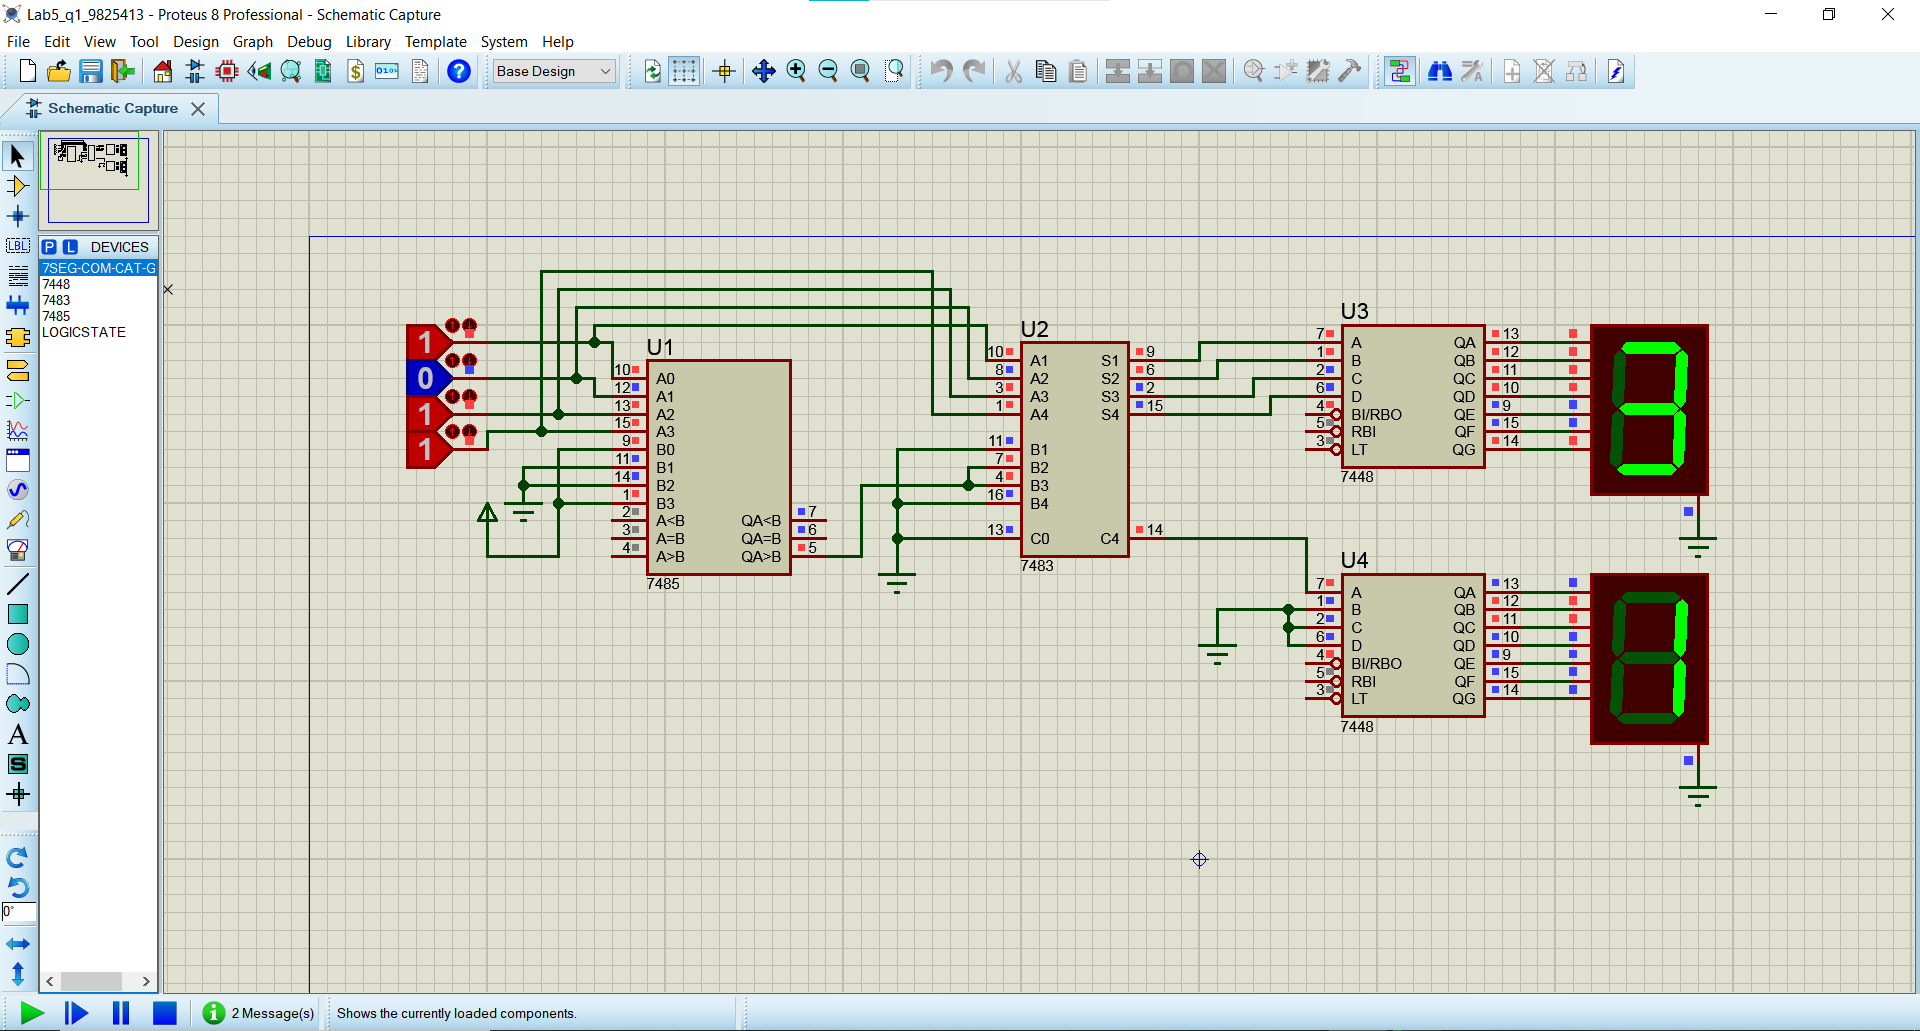 Lab5_q1_9825413 - Proteus 8 Professional - Schematic Capture
File Edit View Tool Design Graph Debug Library Template System Help
Base Design
Schematic Capture
P L DEVICES
7SEG-COM-CAT-G
7448
7483
7485
LOGICSTATE
LBL
A
S
0°
1
0
1
1
U1
10 A0
12 A1
13 A2
15 A3
9 B0
11 B1
14 B2
1 B3
2 A<B QA<B 7
3 A=B QA=B 6
4 A>B QA>B 5
7485
U2
10 A1 S1 9
8 A2 S2 6
3 A3 S3 2
1 A4 S4 15
11 B1
7 B2
4 B3
16 B4
13 C0 C4 14
7483
U3
7 A QA 13
1 B QB 12
2 C QC 11
6 D QD 10
4 BI/RBO QE 9
5 RBI QF 15
3 LT QG 14
7448
3
U4
7 A QA 13
1 B QB 12
2 C QC 11
6 D QD 10
4 BI/RBO QE 9
5 RBI QF 15
3 LT QG 14
7448
1
2 Message(s) Shows the currently loaded components.